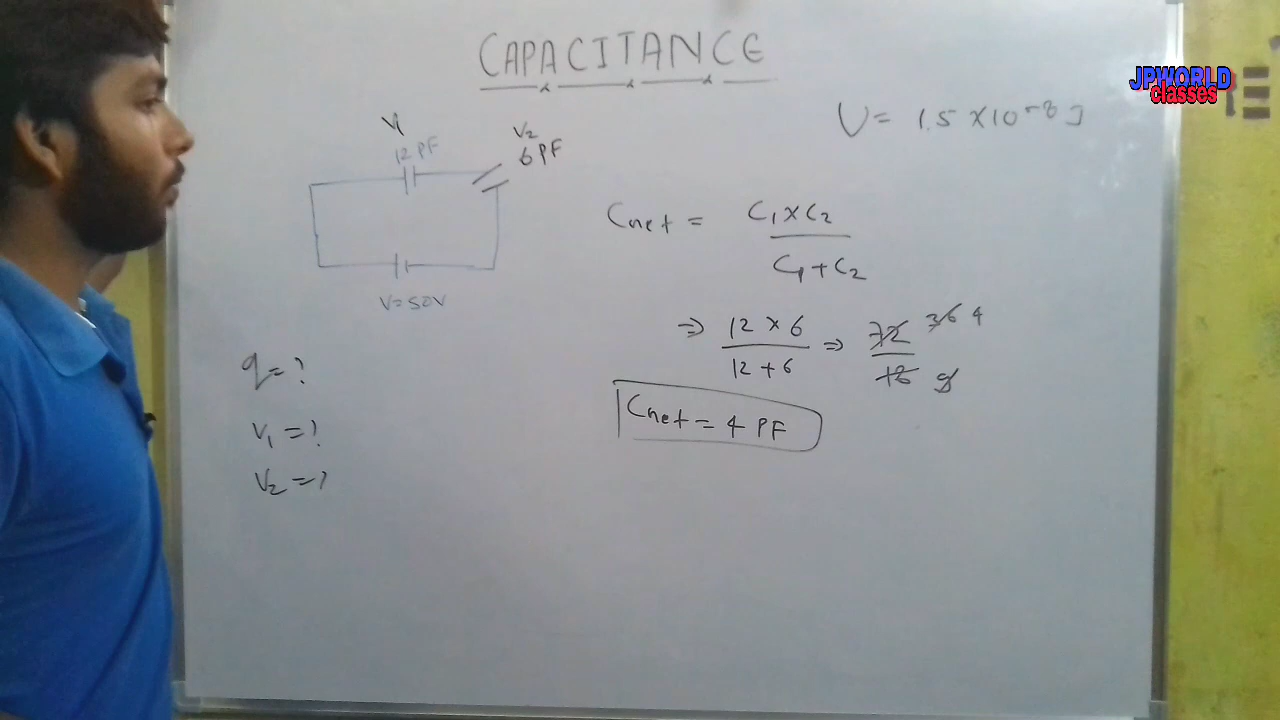 CAPACITANCE
JPWORLD
classes
U = 1.5 × 10⁻⁸ J
V1
12 PF
V2
6 PF
V=50V
Cnet = C1 × C2
C1 + C2
⇒ 12 × 6 ⇒ 72 36 4
12 + 6 18 9
Cnet = 4 PF
q = ?
V1 = ?
V2 = ?